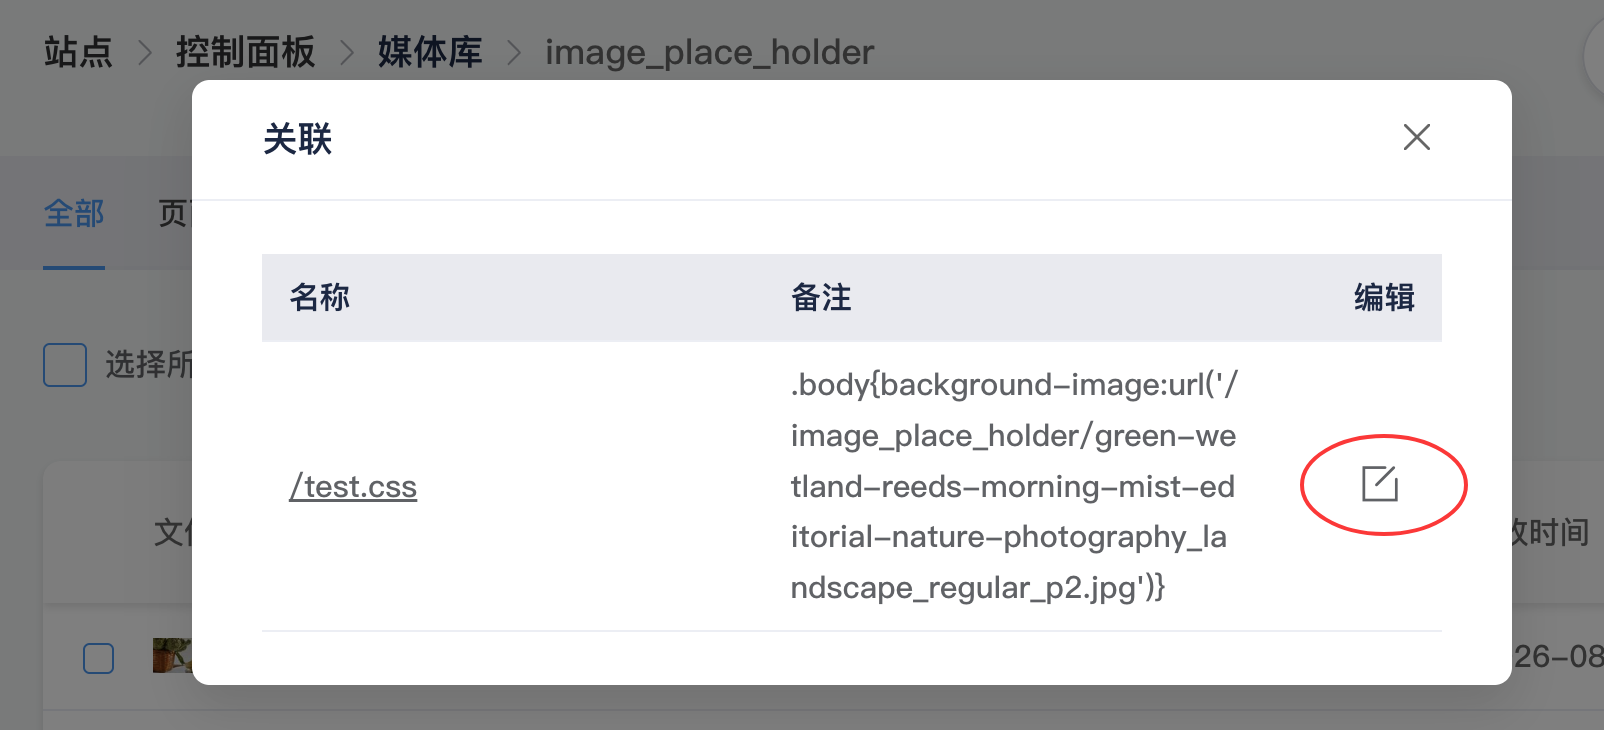 站点 > 控制面板 > 媒体库 > image_place_holder
关联
全部
名称 备注 编辑
选择所
.body{background-image:url('/
image_place_holder/green-we
/test.css tland-reeds-morning-mist-ed
itorial-nature-photography_la
ndscape_regular_p2.jpg')}
改时间
26-08